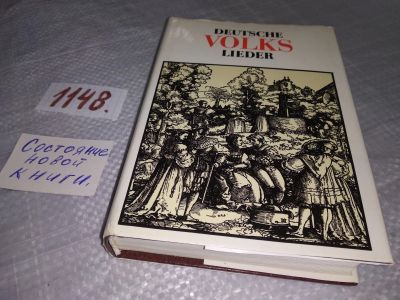 DEUTSCHE
VOLKS
LIEDER
1148.
Состояние
новой
книги.